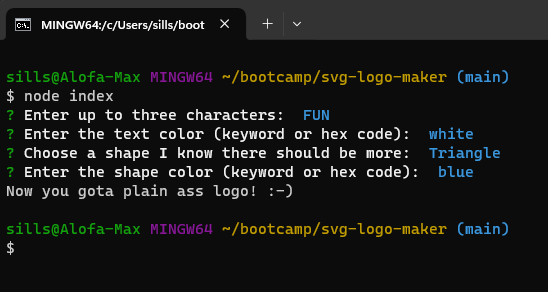 MINGW64:/c/Users/sills/boot
sills@Alofa-Max MINGW64 ~/bootcamp/svg-logo-maker (main)
$ node index
? Enter up to three characters:  FUN
? Enter the text color (keyword or hex code):  white
? Choose a shape I know there should be more:  Triangle
? Enter the shape color (keyword or hex code):  blue
Now you gota plain ass logo! :-)
sills@Alofa-Max MINGW64 ~/bootcamp/svg-logo-maker (main)
$